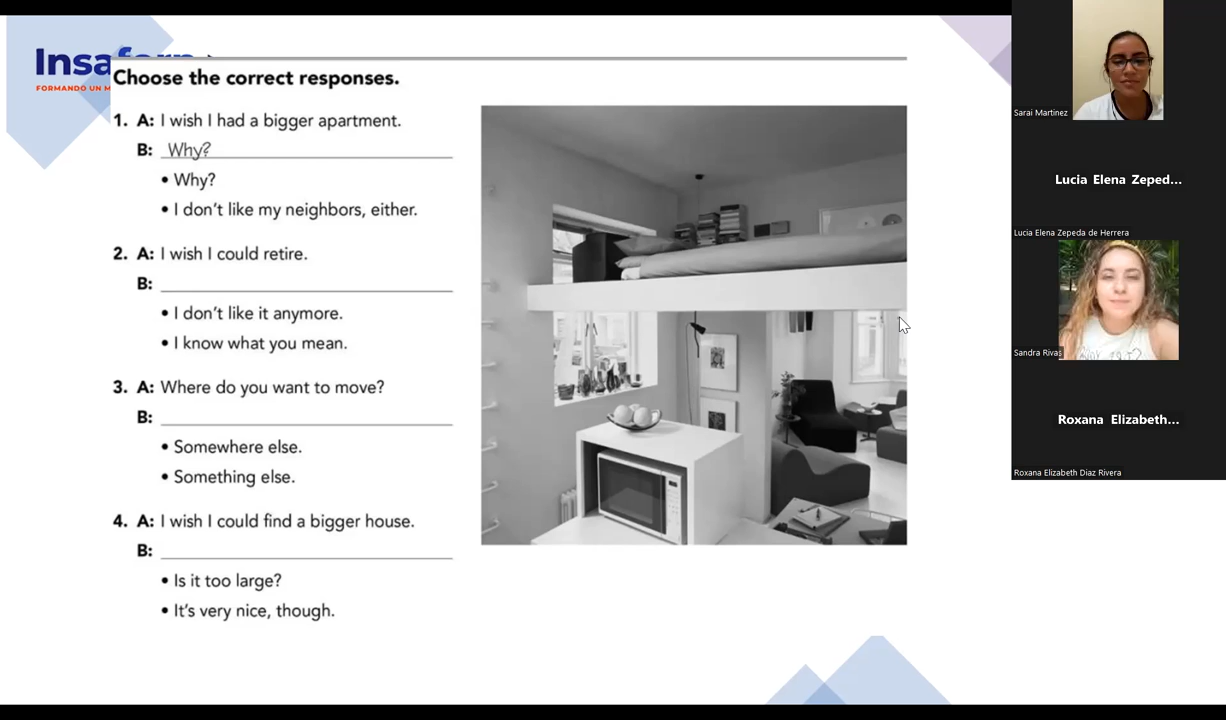 Choose the correct responses.
1. A: I wish I had a bigger apartment.
B: Why?
• Why?
• I don't like my neighbors, either.
2. A: I wish I could retire.
B:
• I don't like it anymore.
• I know what you mean.
3. A: Where do you want to move?
B:
• Somewhere else.
• Something else.
4. A: I wish I could find a bigger house.
B:
• Is it too large?
• It's very nice, though.
Sarai Martinez
Lucia Elena Zeped...
Lucia Elena Zepeda de Herrera
Sandra Rivas
Roxana Elizabeth...
Roxana Elizabeth Diaz Rivera